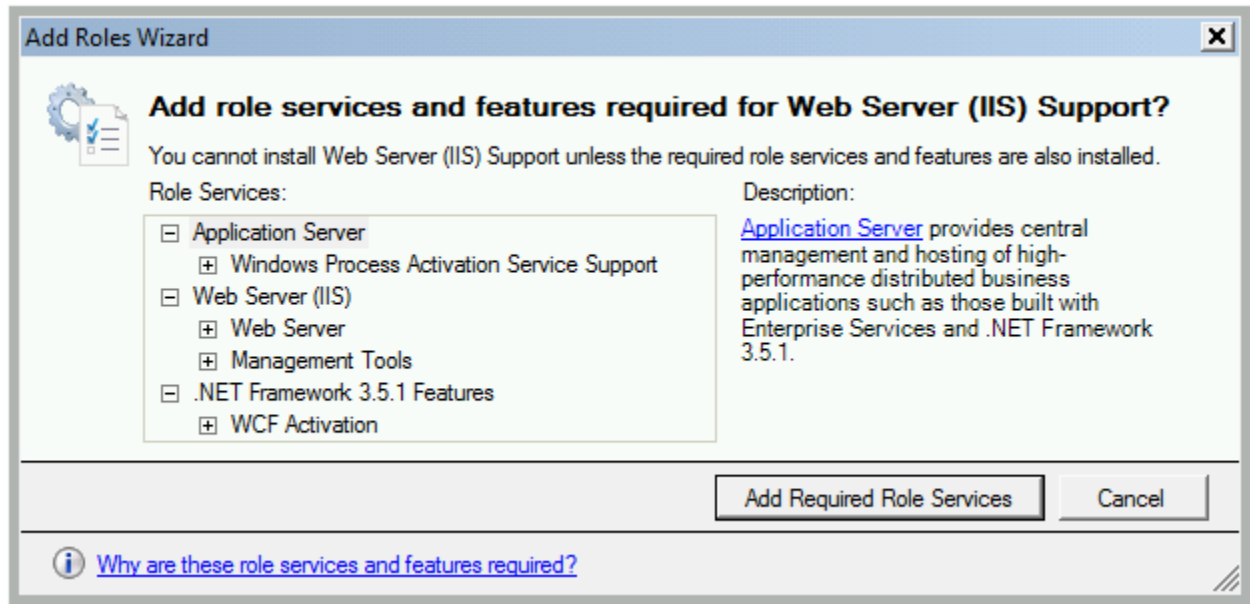 Add Roles Wizard
Add role services and features required for Web Server (IIS) Support?
You cannot install Web Server (IIS) Support unless the required role services and features are also installed.
Role Services:
Application Server
Windows Process Activation Service Support
Web Server (IIS)
Web Server
Management Tools
.NET Framework 3.5.1 Features
WCF Activation
Description:
Application Server provides central
management and hosting of high-
performance distributed business
applications such as those built with
Enterprise Services and .NET Framework
3.5.1.
Add Required Role Services
Cancel
Why are these role services and features required?